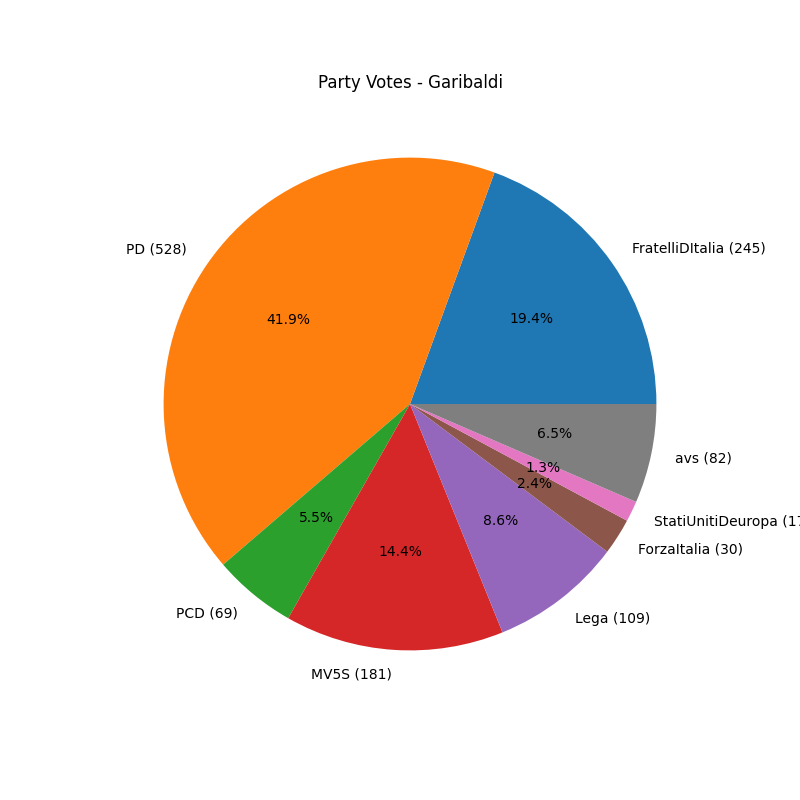 Party Votes - Garibaldi
PD (528)
FratelliDItalia (245)
41.9%
19.4%
6.5%
avs (82)
1.3%
2.4%
5.5%
8.6%
StatiUnitiDeuropa (17
14.4%
ForzaItalia (30)
PCD (69)
Lega (109)
MV5S (181)